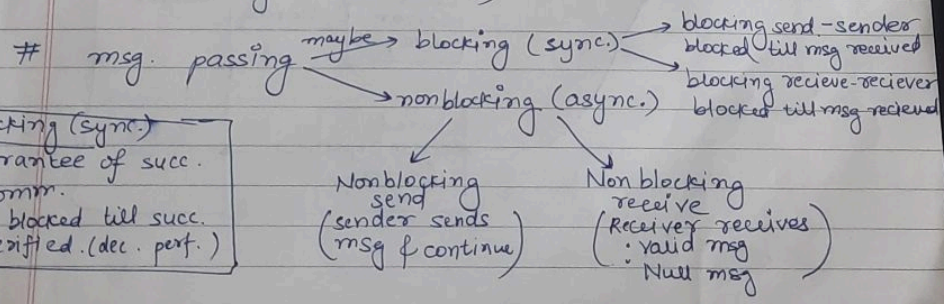 # msg. passing maybe blocking (sync.)
blocking send - sender
blocked till msg received
blocking recieve-reciever
blocked till msg recieved
nonblocking (async.)
Nonblocking
send
(sender sends
msg & continue)
Non blocking
receive
(Receiver receives
. valid msg
. Null msg)
cking (sync.)
rantee of succ.
omm.
blocked till succ.
rified. (dec. perf.)